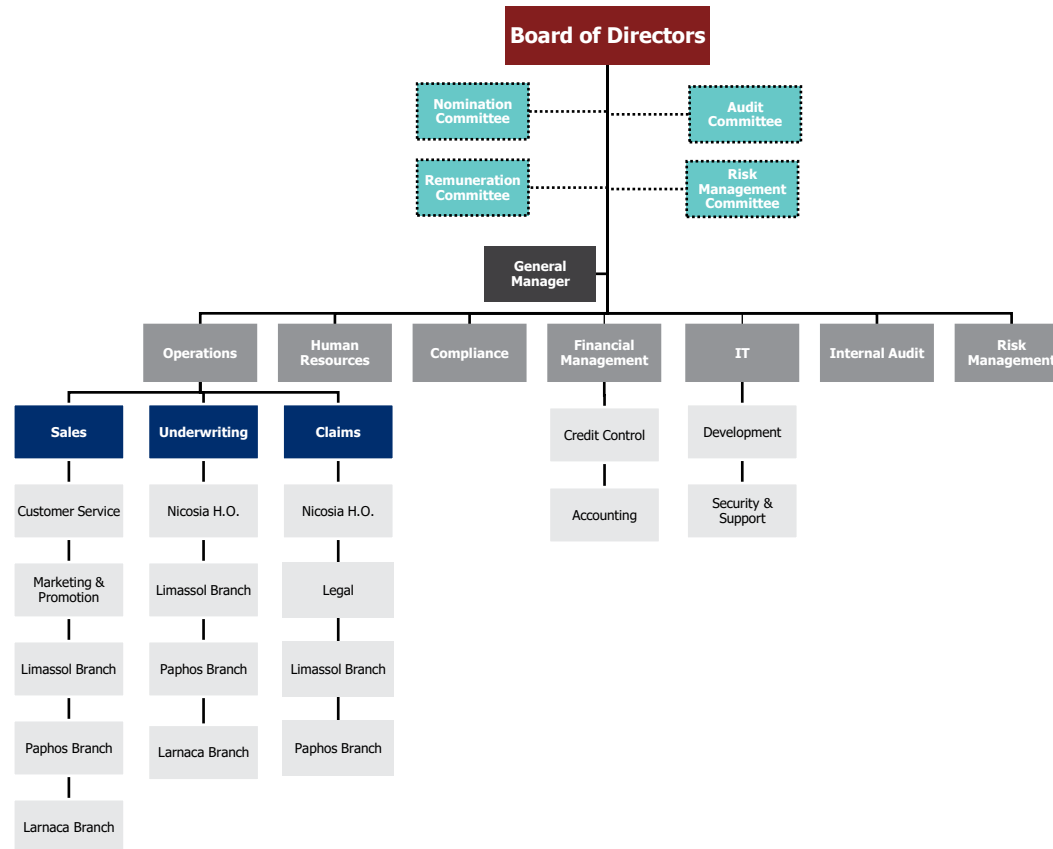 Board of Directors
Nomination
Committee
Audit
Committee
Remuneration
Committee
Risk
Management
Committee
General
Manager
Operations
Human
Resources
Compliance
Financial
Management
IT
Internal Audit
Risk
Management
Sales
Underwriting
Claims
Credit Control
Development
Customer Service
Nicosia H.O.
Nicosia H.O.
Accounting
Security &
Support
Marketing &
Promotion
Limassol Branch
Legal
Limassol Branch
Paphos Branch
Limassol Branch
Paphos Branch
Larnaca Branch
Paphos Branch
Larnaca Branch